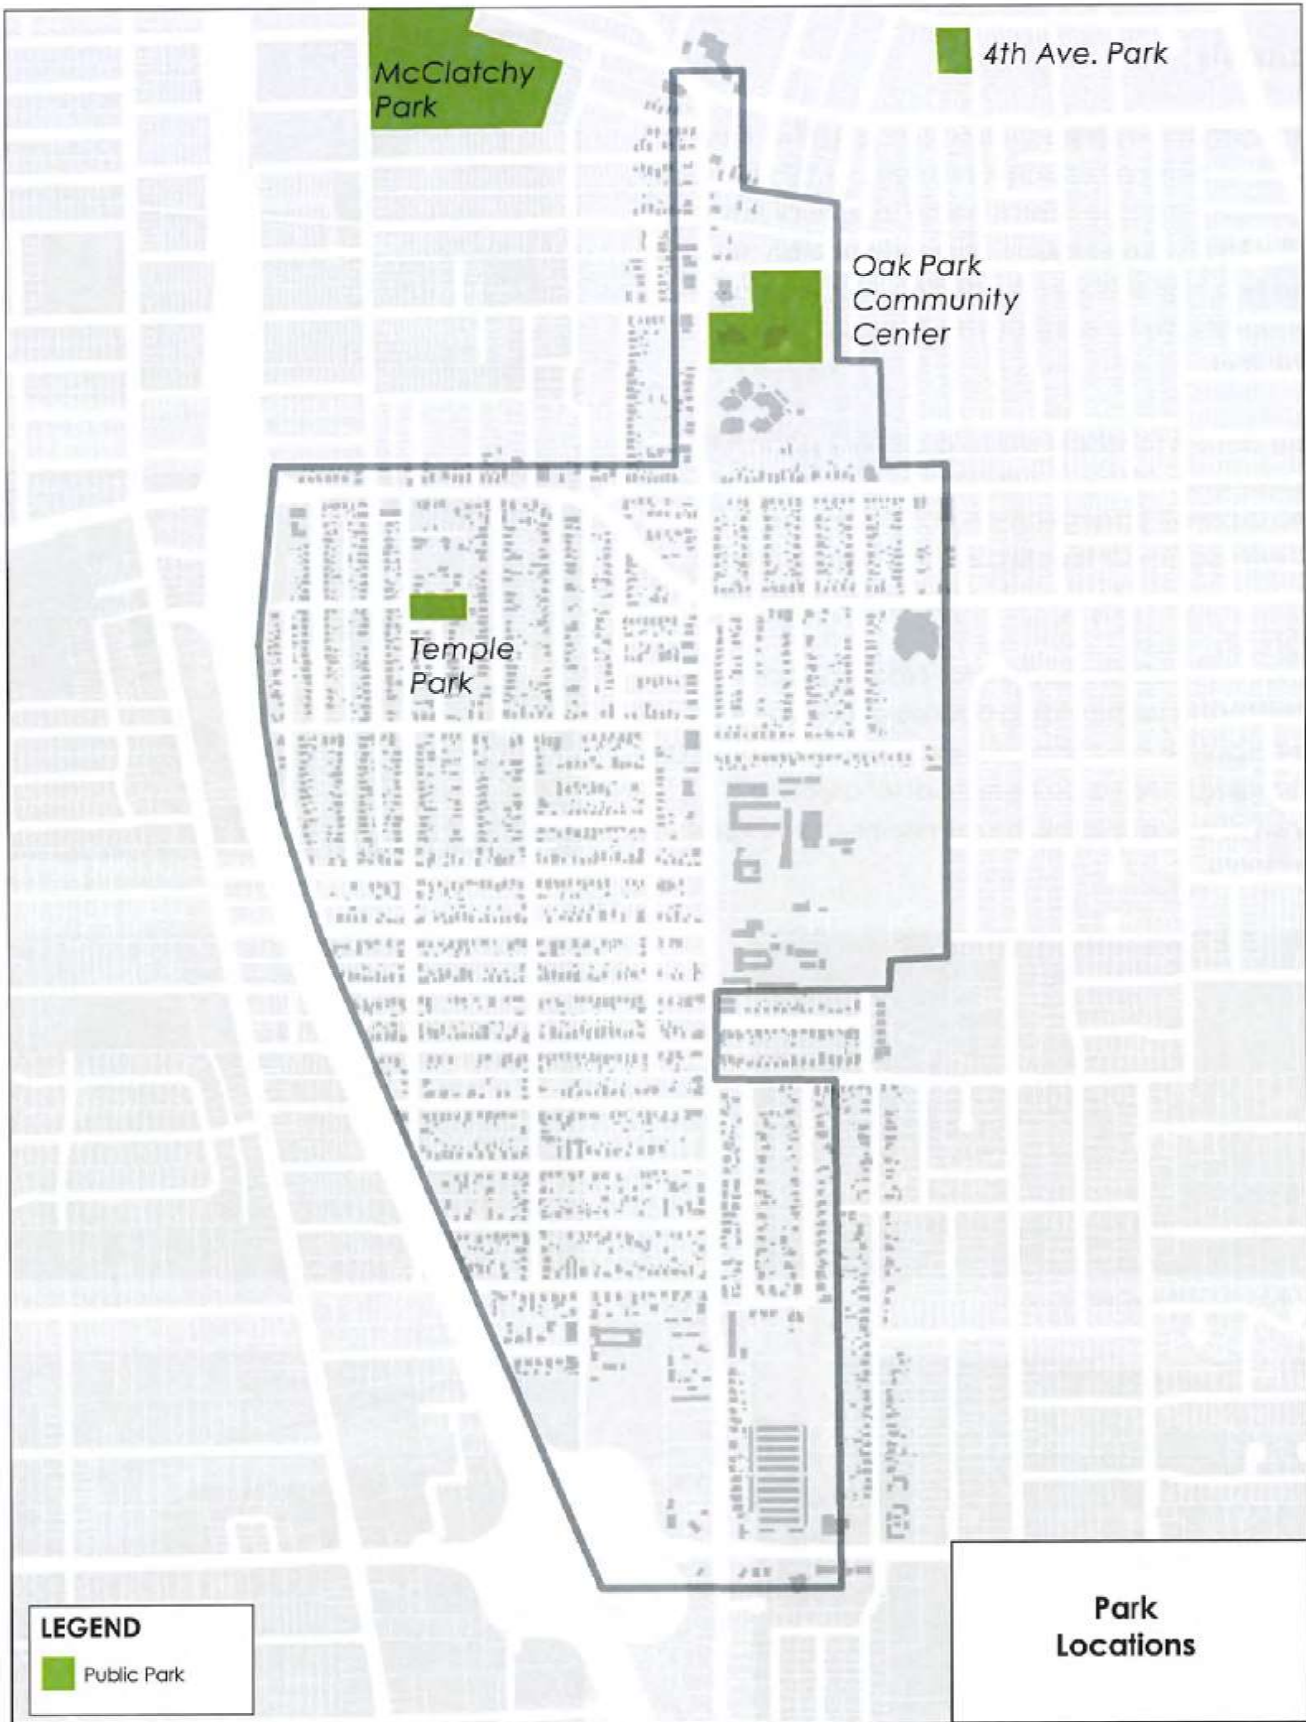 McClatchy
Park
4th Ave. Park
Oak Park
Community
Center
Temple
Park
LEGEND
Public Park
Park
Locations